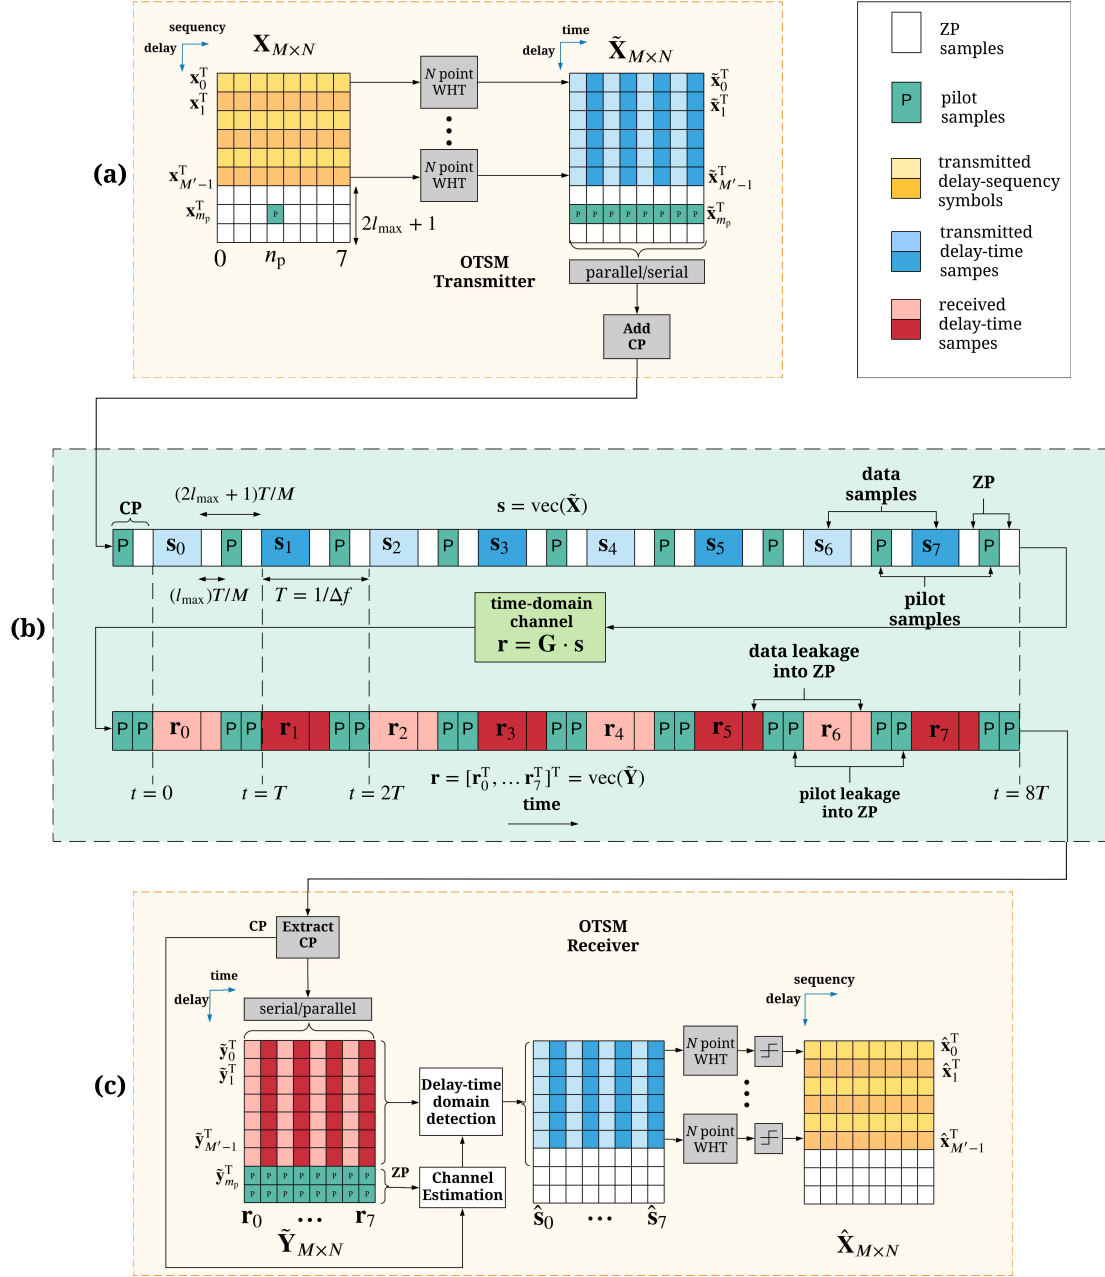 sequency
delay
X_{M×N}
x_0^T
x_1^T
x_{M′−1}^T
x_{m_p}^T
P
0
n_p
7
2l_max + 1
N point
WHT
N point
WHT
time
delay
X̃_{M×N}
x̃_0^T
x̃_1^T
x̃_{M′−1}^T
x̃_{m_p}^T
P P P P P P P P
OTSM
Transmitter
parallel/serial
Add
CP
(a)
ZP
samples
P
pilot
samples
transmitted
delay-sequency
symbols
transmitted
delay-time
sampes
received
delay-time
sampes
(b)
CP
(2l_max + 1)T/M
s = vec(X̃)
data
samples
ZP
P s_0 P s_1 P s_2 P s_3 P s_4 P s_5 P s_6 P s_7 P
(l_max)T/M
T = 1/Δf
pilot
samples
time-domain
channel
r = G · s
data leakage
into ZP
P P r_0 P P r_1 P P r_2 P P r_3 P P r_4 P P r_5 P P r_6 P P r_7 P P
r = [r_0^T, … r_7^T]^T = vec(Ỹ)
t = 0
t = T
t = 2T
time
pilot leakage
into ZP
t = 8T
(c)
CP
Extract
CP
OTSM
Receiver
time
delay
serial/parallel
ỹ_0^T
ỹ_1^T
ỹ_{M′−1}^T
ỹ_{m_p}^T
P P P P P P P P
P P P P P P P P
r_0 … r_7
Ỹ_{M×N}
ZP
Delay-time
domain
detection
Channel
Estimation
ŝ_0 … ŝ_7
N point
WHT
N point
WHT
sequency
delay
x̂_0^T
x̂_1^T
x̂_{M′−1}^T
X̂_{M×N}